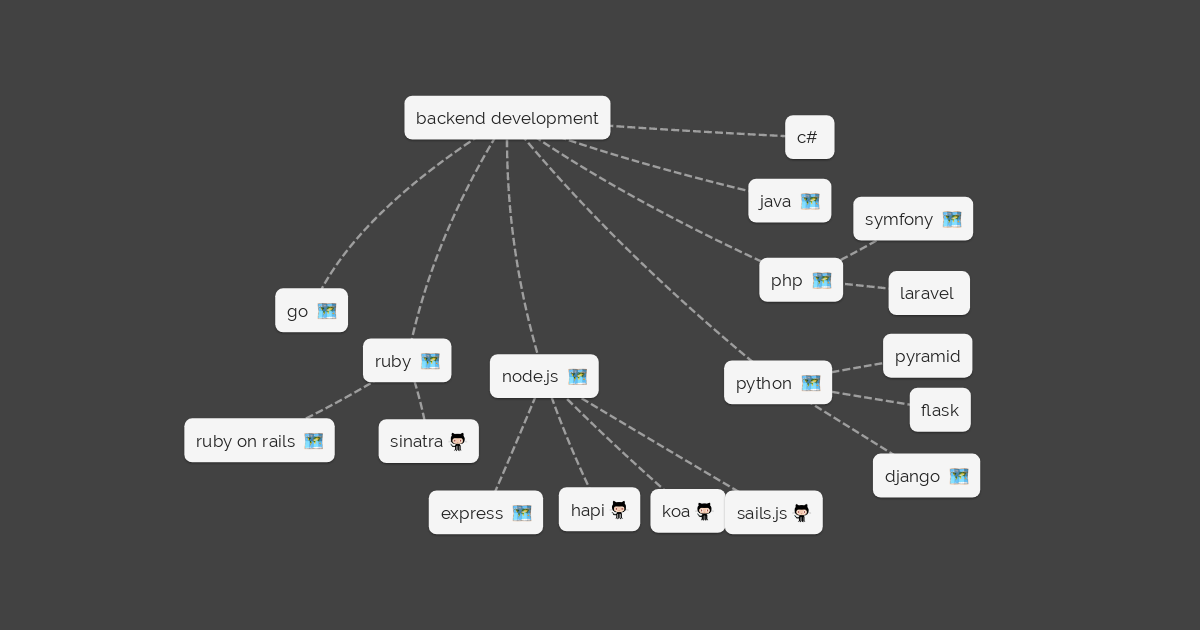 backend development
c#
java
symfony
php
laravel
go
ruby
node.js
pyramid
python
flask
ruby on rails
sinatra
django
express
hapi
koa
sails.js